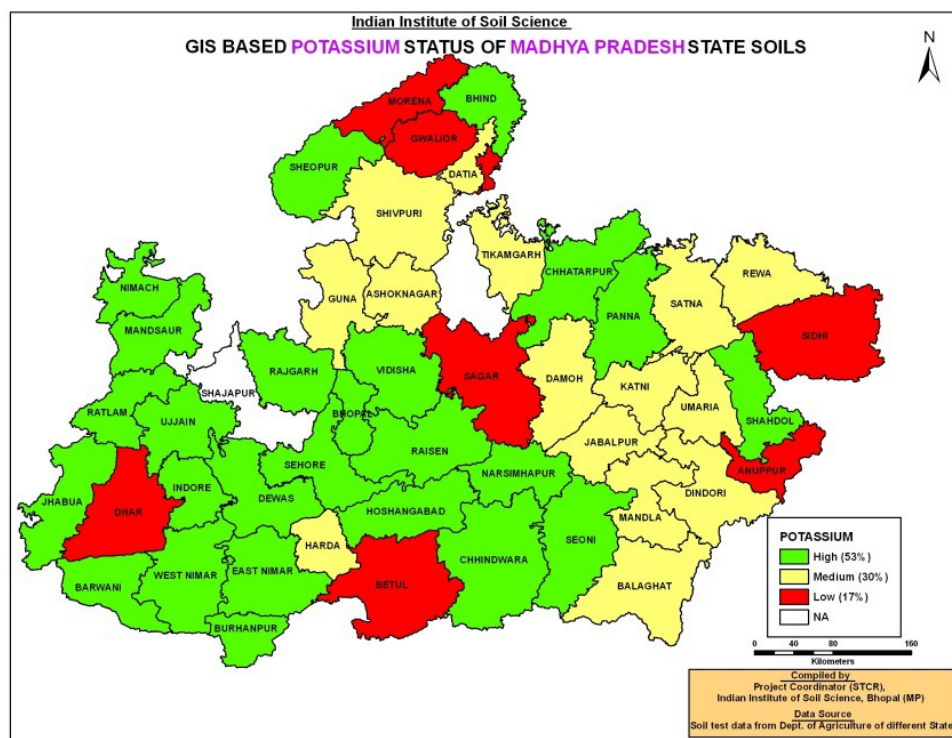 Indian Institute of Soil Science
GIS BASED POTASSIUM STATUS OF MADHYA PRADESH STATE SOILS
N
MORENA
BHIND
GWALIOR
SHEOPUR
DATIA
SHIVPURI
TIKAMGARH
CHHATARPUR
REWA
NIMACH
GUNA
ASHOKNAGAR
PANNA
SATNA
MANDSAUR
SIDHI
RAJGARH
VIDISHA
SAGAR
DAMOH
KATNI
SHAJAPUR
RATLAM
UJJAIN
BHOPAL
UMARIA
SHAHDOL
RAISEN
JABALPUR
SEHORE
NARSIMHAPUR
ANUPPUR
JHABUA
DHAR
INDORE
DEWAS
HOSHANGABAD
DINDORI
MANDLA
HARDA
SEONI
CHHINDWARA
BARWANI
WEST NIMAR
EAST NIMAR
BETUL
BALAGHAT
BURHANPUR
POTASSIUM
High (53%)
Medium (30%)
Low (17%)
NA
0 20 40 80 120 160
Kilometers
Compiled by
Project Coordinator (STCR),
Indian Institute of Soil Science, Bhopal (MP)
Data Source
Soil test data from Dept. of Agriculture of different State